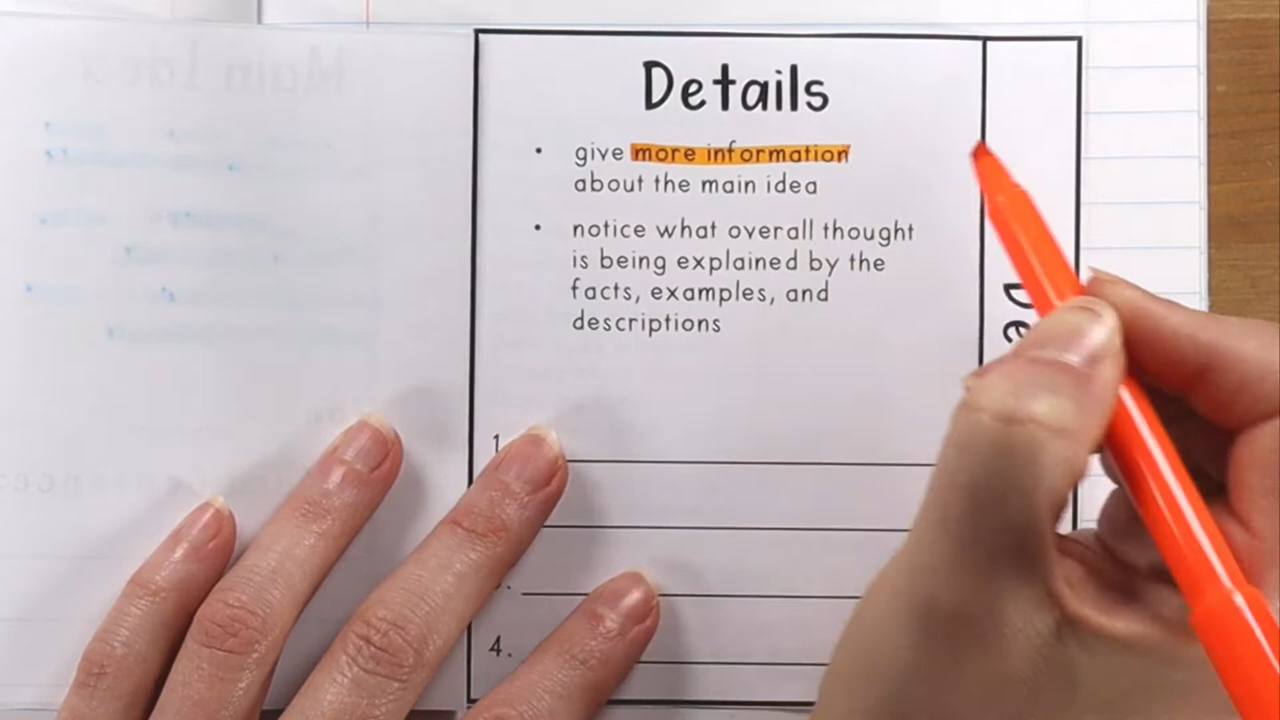 Details
• give more information
about the main idea
• notice what overall thought
is being explained by the
facts, examples, and
descriptions
1
4.
De